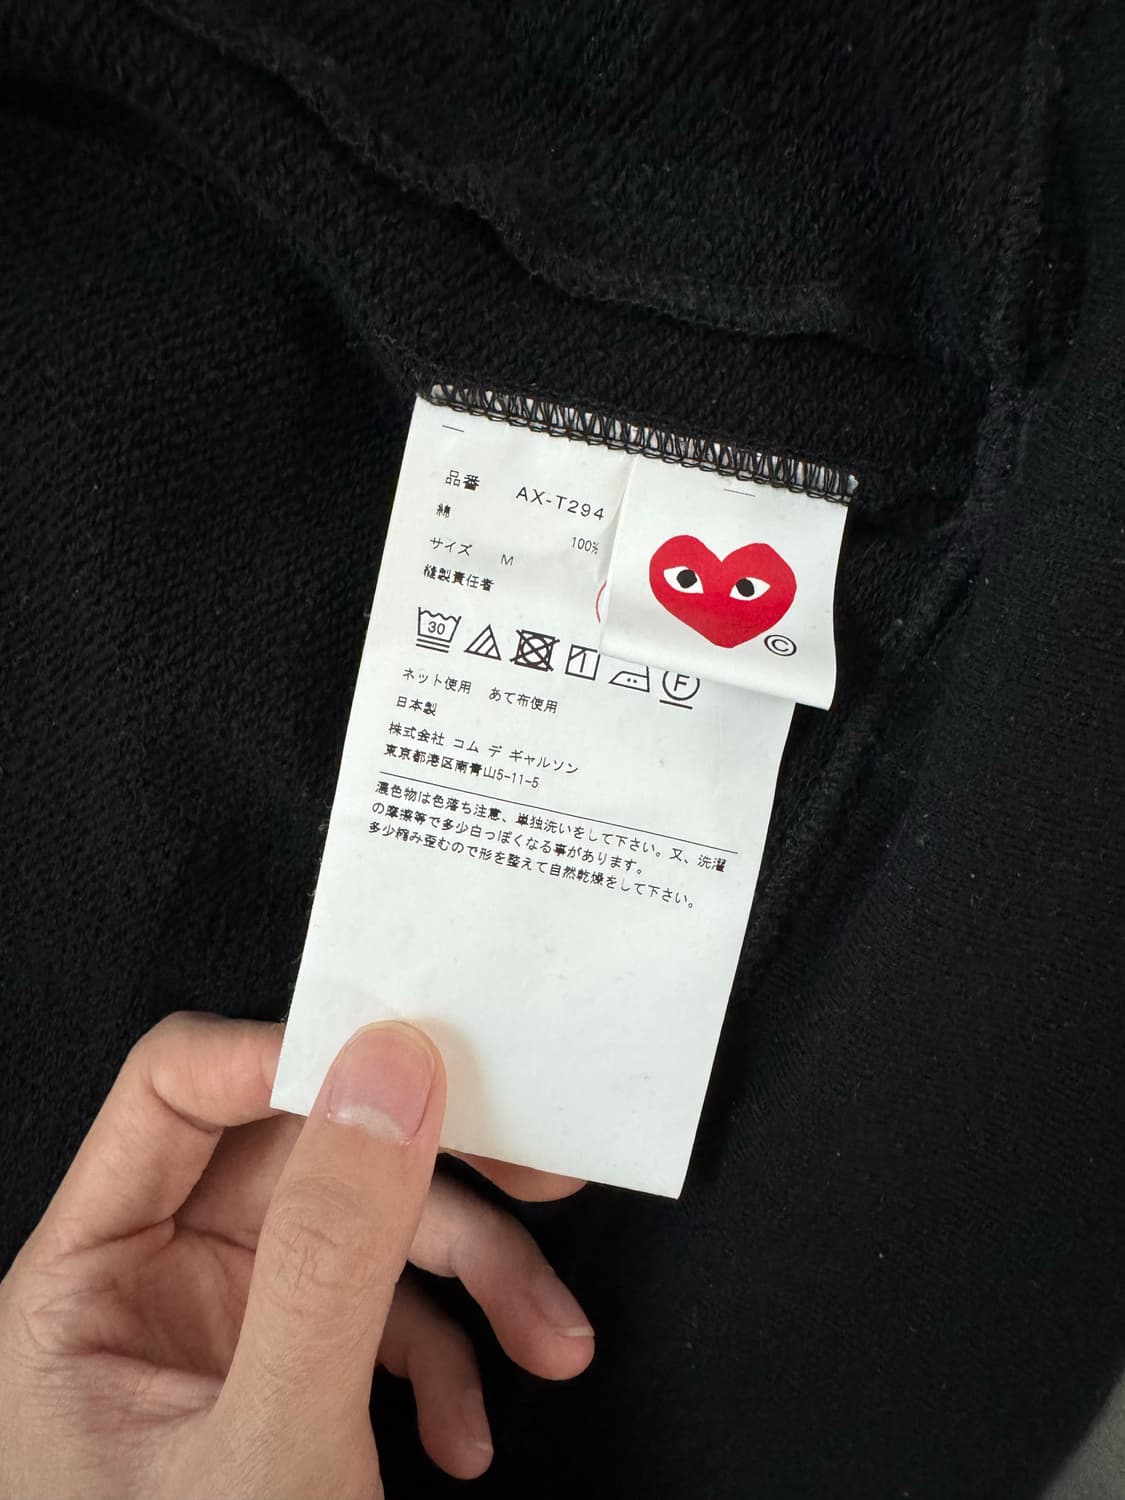 品番 AX-T294
綿 100%
サイズ M
縫製責任者
30 F
ネット使用 あて布使用
日本製
株式会社 コム デ ギャルソン
東京都港区南青山5-11-5
濃色物は色落ち注意、単独洗いをして下さい。又、洗濯
の摩擦等で多少白っぽくなる事があります。
多少縮み歪むので形を整えて自然乾燥をして下さい。
©